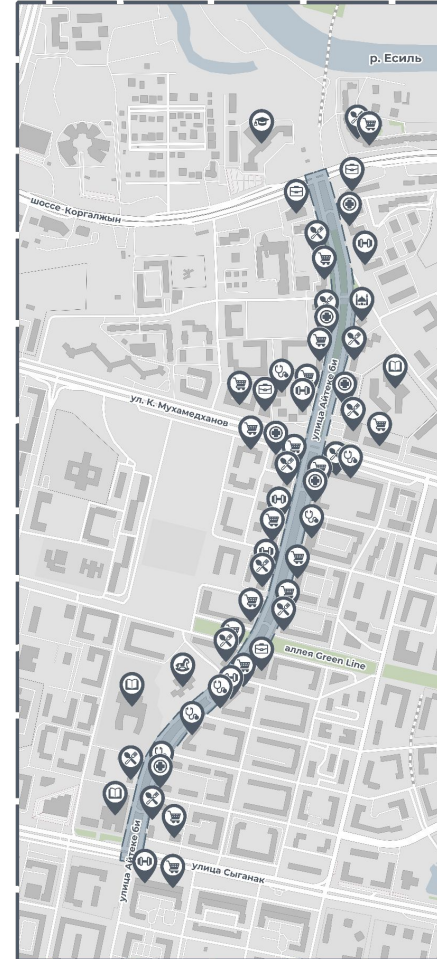 р. Есиль
шоссе Коргалжын
ул. К. Мухамедханов
улица Айтеке би
аллея Green Line
улица Айтеке би
улица Сыганак